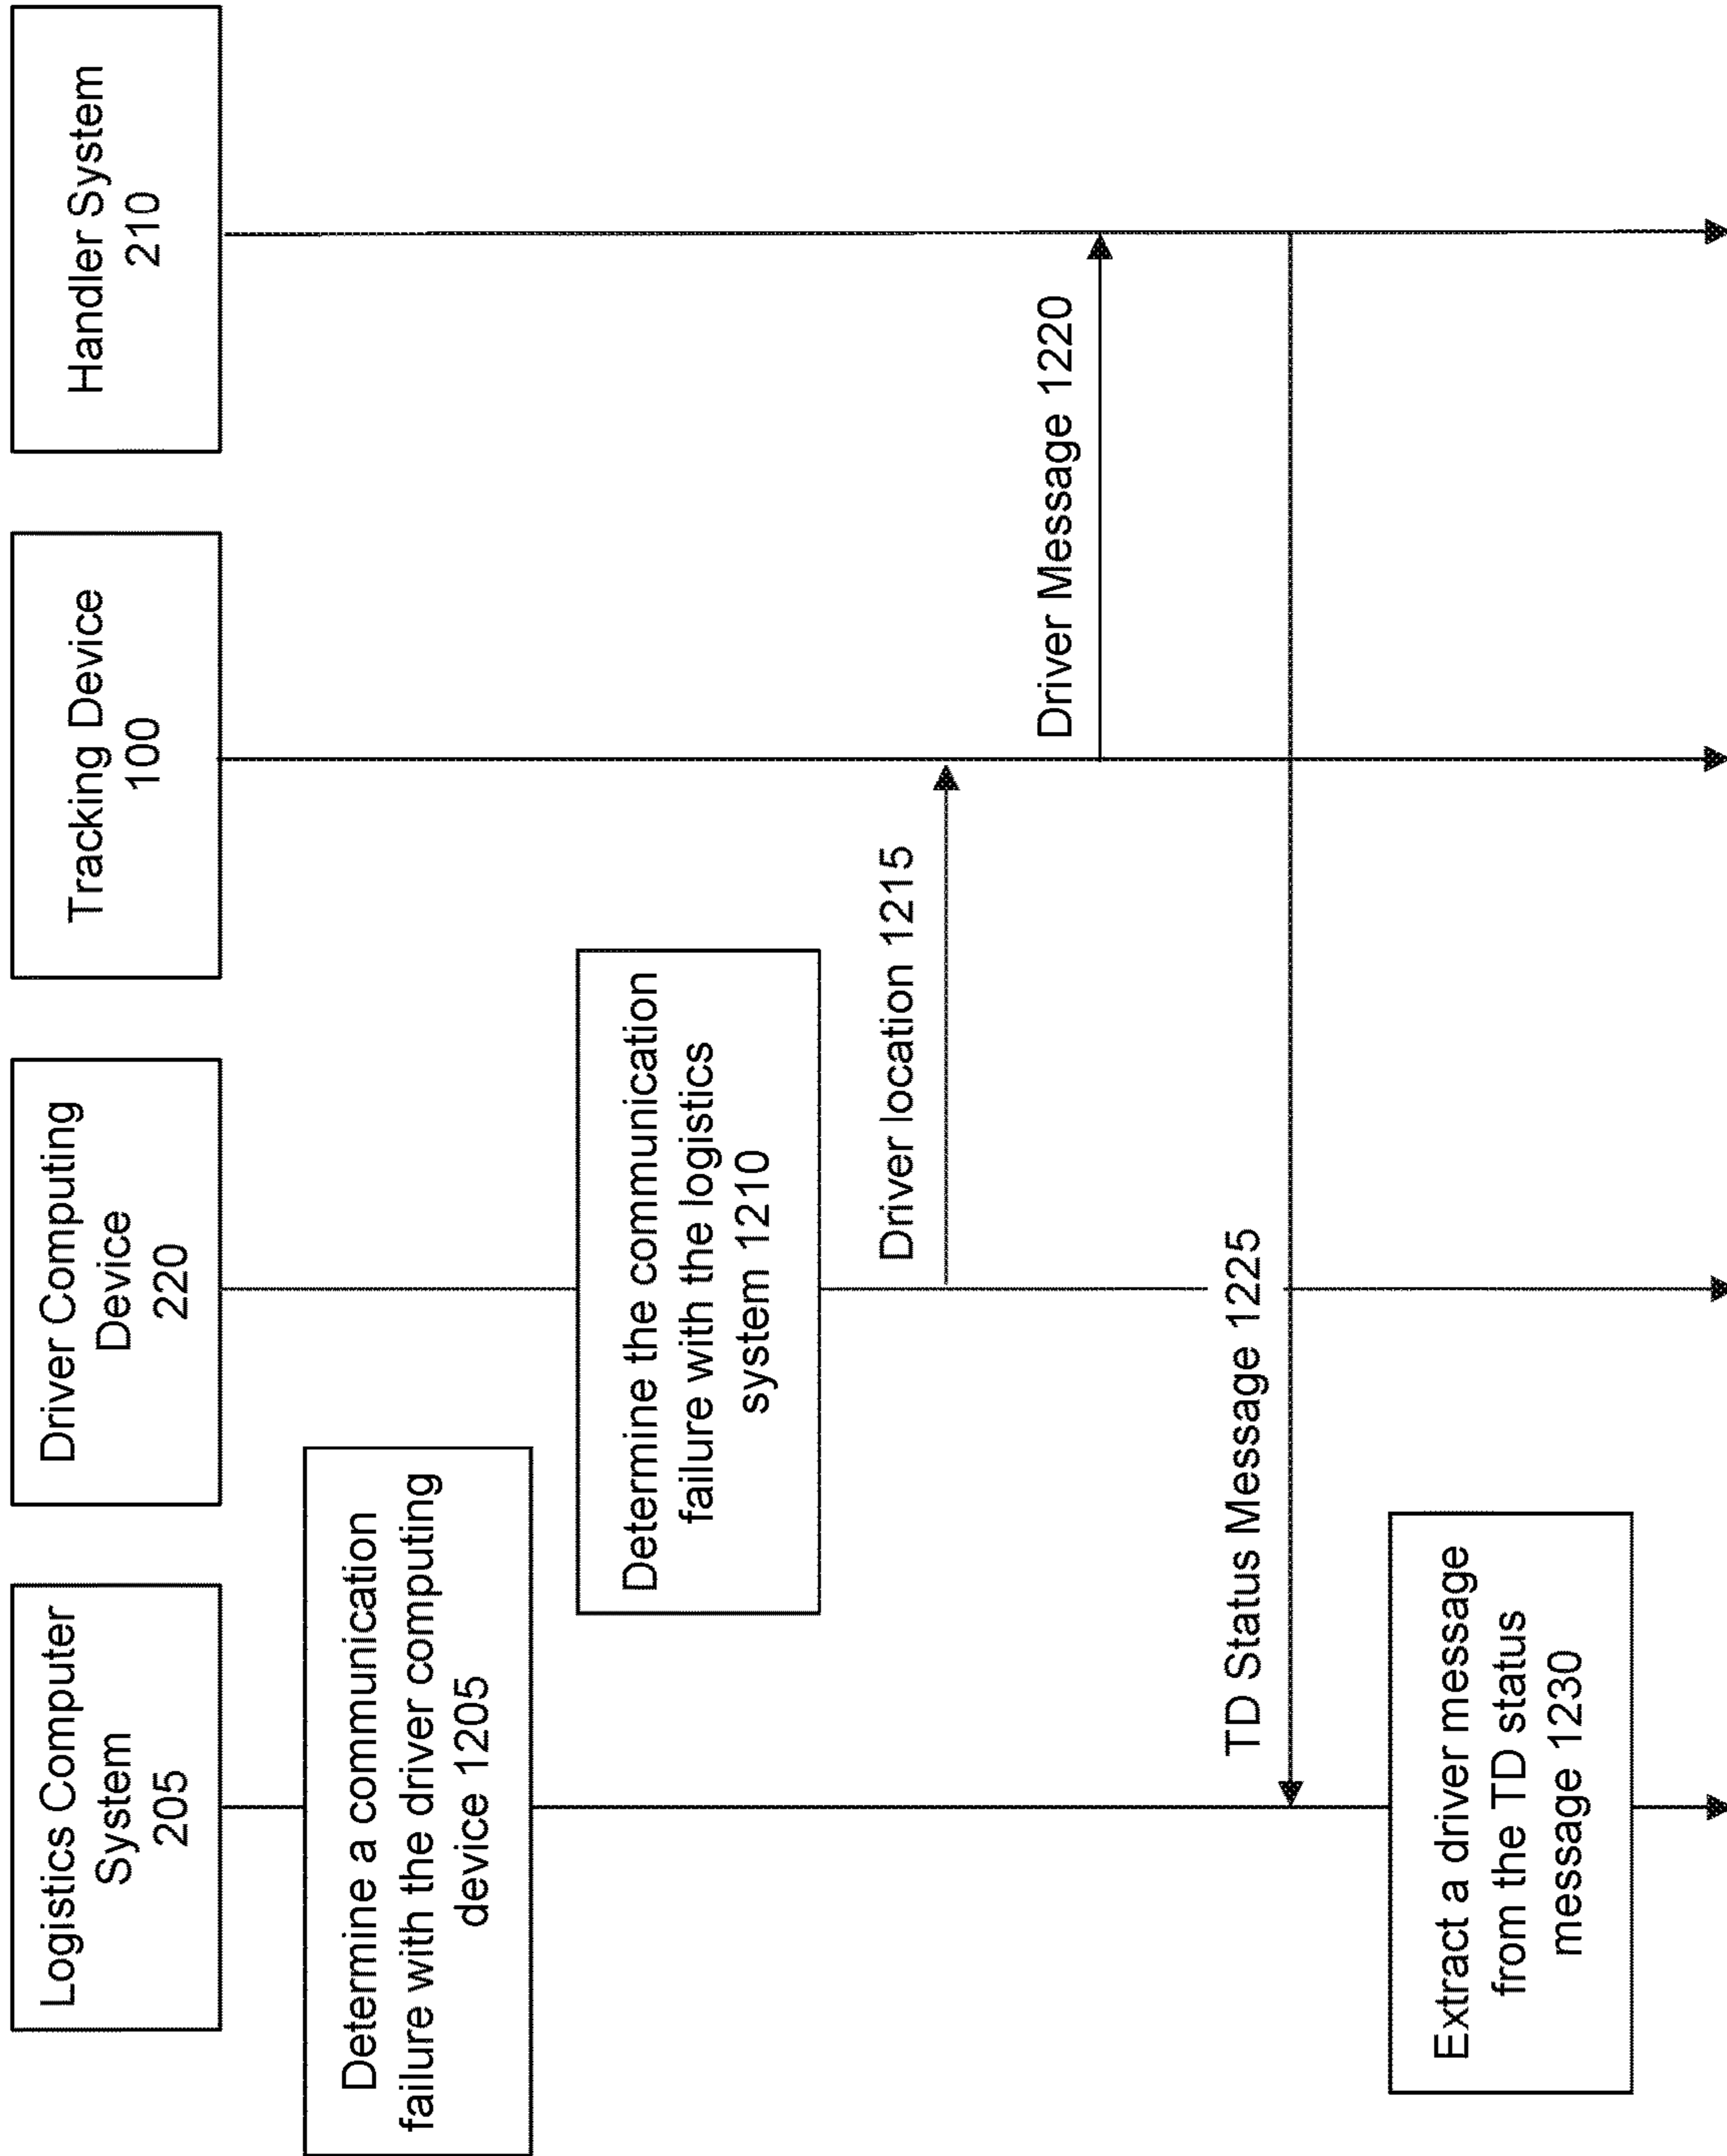 Logistics Computer
System
205
Driver Computing
Device
220
Tracking Device
100
Handler System
210
Determine a communication
failure with the driver computing
device 1205
Determine the communication
failure with the logistics
system 1210
Driver location 1215
Driver Message 1220
TD Status Message 1225
Extract a driver message
from the TD status
message 1230